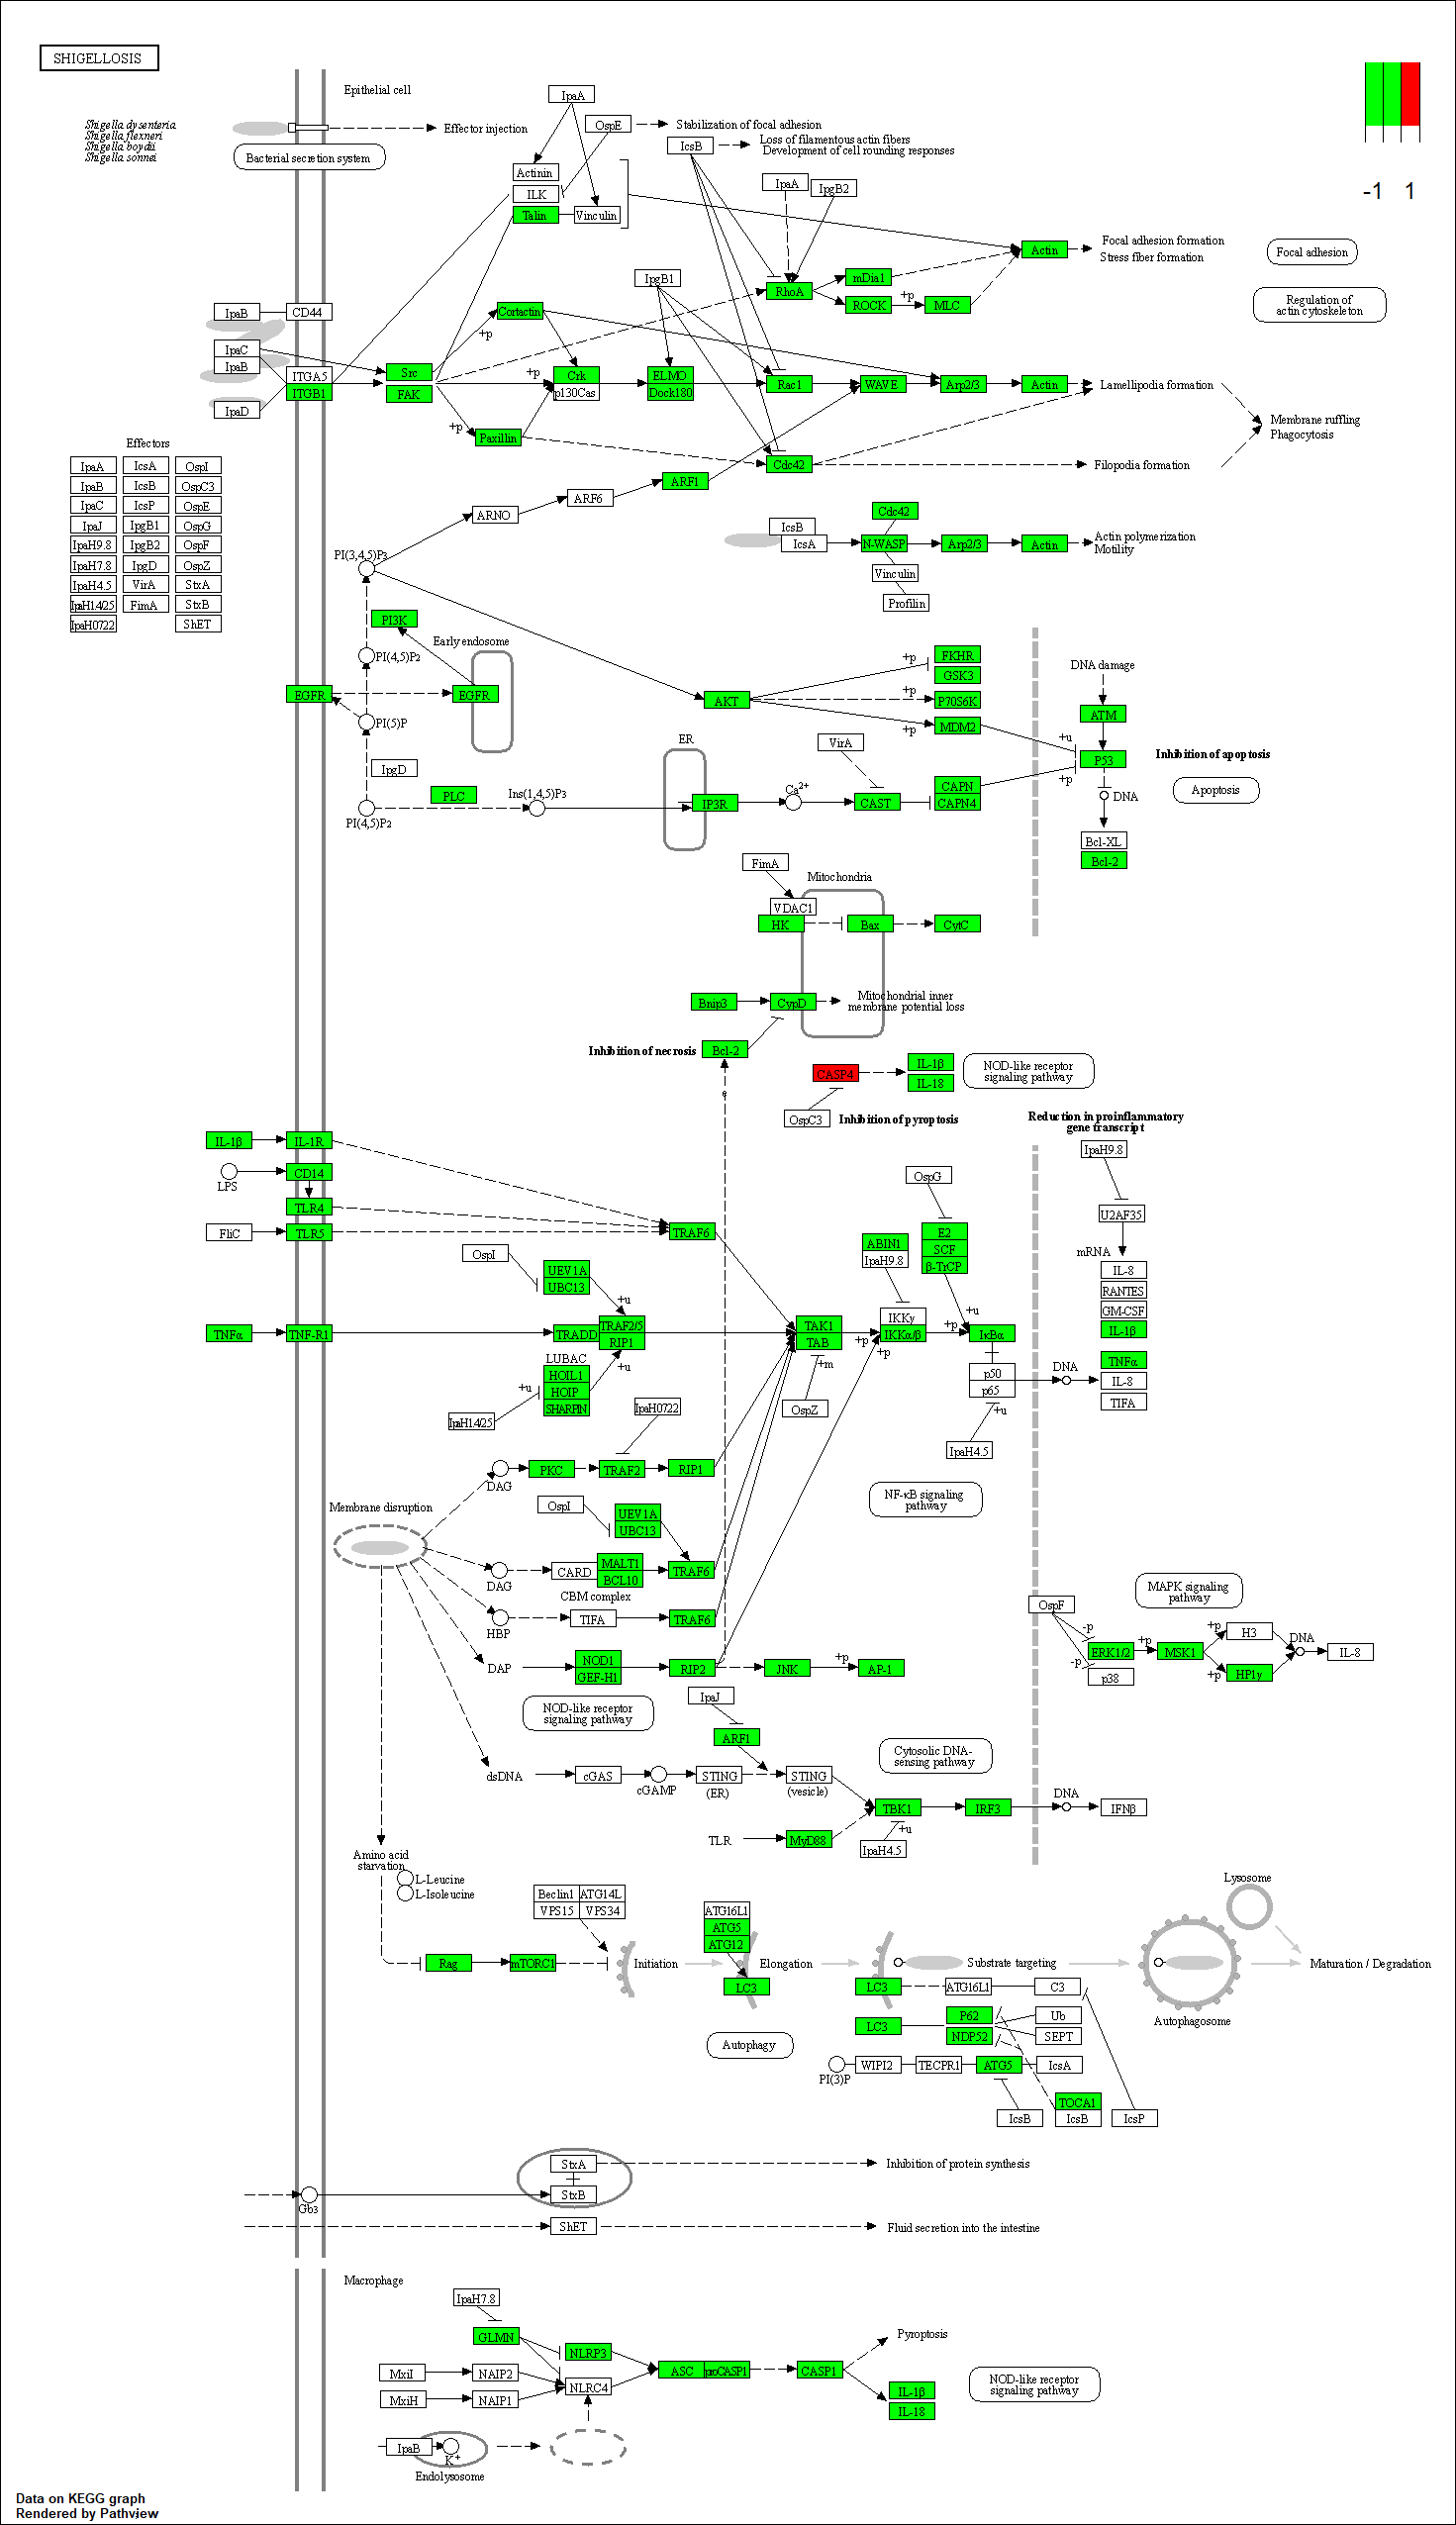 SHIGELLOSIS
Epithelial cell
Shigella dysenteria
Shigella flexneri
Shigella boydii
Shigella sonnei
Effector injection
Bacterial secretion system
-1 1
IpaA
OspE
Stabilization of focal adhesion
IcsB
Loss of filamentous actin fibers
Development of cell rounding responses
Actinin
ILK
Talin
Vinculin
IpaA
IpgB2
Actin
Focal adhesion formation
Stress fiber formation
Focal adhesion
IpgB1
RhoA
mDia1
ROCK
+p
MLC
Regulation of
actin cytoskeleton
IpaB
CD44
Cortactin
+p
IpaC
IpaB
ITGA5
ITGB1
IpaD
Src
FAK
+p
Crk
p130Cas
ELMO
Dock180
Rac1
WAVE
Arp2/3
Actin
Lamellipodia formation
+p
Paxillin
Membrane ruffling
Phagocytosis
Cdc42
Filopodia formation
Effectors
IpaA IcsA OspI
IpaB IcsB OspC3
IpaC IcsP OspE
IpaJ IpgB1 OspG
IpaH9.8 IpgB2 OspF
IpaH7.8 IpgD OspZ
IpaH4.5 VirA StxA
IpaH1.4/2.5 FimA StxB
IpaH0722 ShET
ARNO
ARF6
ARF1
IcsB
IcsA
Cdc42
N-WASP
Arp2/3
Actin
Actin polymerization
Motility
Vinculin
Profilin
PI(3,4,5)P3
PI3K
Early endosome
PI(4,5)P2
EGFR
EGFR
PI(5)P
IpgD
PI(4,5)P2
PLC
Ins(1,4,5)P3
AKT
+p
FKHR
GSK3
+p
P70S6K
+p
MDM2
DNA damage
ATM
+u
P53
+p
Inhibition of apoptosis
Apoptosis
ER
IP3R
Ca2+
VirA
CAST
CAPN
CAPN4
DNA
Bcl-XL
Bcl-2
FimA
Mitochondria
VDAC1
HK
Bax
CytC
Bnip3
CypD
Mitochondrial inner
membrane potential loss
Inhibition of necrosis
Bcl-2
e
CASP4
IL-1β
IL-18
NOD-like receptor
signaling pathway
OspC3
Inhibition of pyroptosis
Reduction in proinflammatory
gene transcript
IL-1β
IL-1R
LPS
CD14
TLR4
FliC
TLR5
TRAF6
OspG
IpaH9.8
U2AF35
mRNA
IL-8
RANTES
GM-CSF
IL-1β
OspI
UEV1A
UBC13
+u
ABIN1
IpaH9.8
E2
SCF
β-TrCP
TNFα
TNF-R1
TRADD
TRAF2/5
RIP1
TAK1
TAB
+p
IKKγ
IKKα/β
+p
+p
+u
IκBα
p50
p65
+u
DNA
TNFα
IL-8
TIFA
LUBAC
HOIL1
HOIP
SHARPIN
+u
+u
IpaH1.4/2.5
IpaH0722
+m
OspZ
IpaH4.5
DAG
PKC
TRAF2
RIP1
NF-κB signaling
pathway
Membrane disruption
OspI
UEV1A
UBC13
DAG
CARD
MALT1
BCL10
CBM complex
TRAF6
HBP
TIFA
TRAF6
DAP
NOD1
GEF-H1
RIP2
JNK
+p
AP-1
MAPK signaling
pathway
OspF
-p
-p
ERK1/2
p38
+p
MSK1
+p
+p
H3
HP1γ
DNA
IL-8
NOD-like receptor
signaling pathway
IpaJ
ARF1
Cytosolic DNA-
sensing pathway
dsDNA
cGAS
cGAMP
STING
(ER)
STING
(vesicle)
TBK1
+u
IRF3
DNA
IFNβ
TLR
MyD88
IpaH4.5
Amino acid
starvation
L-Leucine
L-Isoleucine
Beclin1 ATG14L
VPS15 VPS34
ATG16L1
ATG5
ATG12
Lysosome
Rag
mTORC1
Initiation
Elongation
Substrate targeting
Maturation / Degradation
LC3
LC3
ATG16L1
C3
LC3
P62
NDP52
Ub
SEPT
Autophagosome
Autophagy
PI(3)P
WIPI2
TECPR1
ATG5
IcsA
TOCA1
IcsB
IcsB
IcsP
StxA
Inhibition of protein synthesis
StxB
Gb3
ShET
Fluid secretion into the intestine
Macrophage
IpaH7.8
GLMN
NLRP3
Pyroptosis
MxiI
NAIP2
NLRC4
ASC
proCASP1
CASP1
MxiH
NAIP1
IL-1β
IL-18
NOD-like receptor
signaling pathway
IpaB
K+
Endolysosome
Data on KEGG graph
Rendered by Pathview